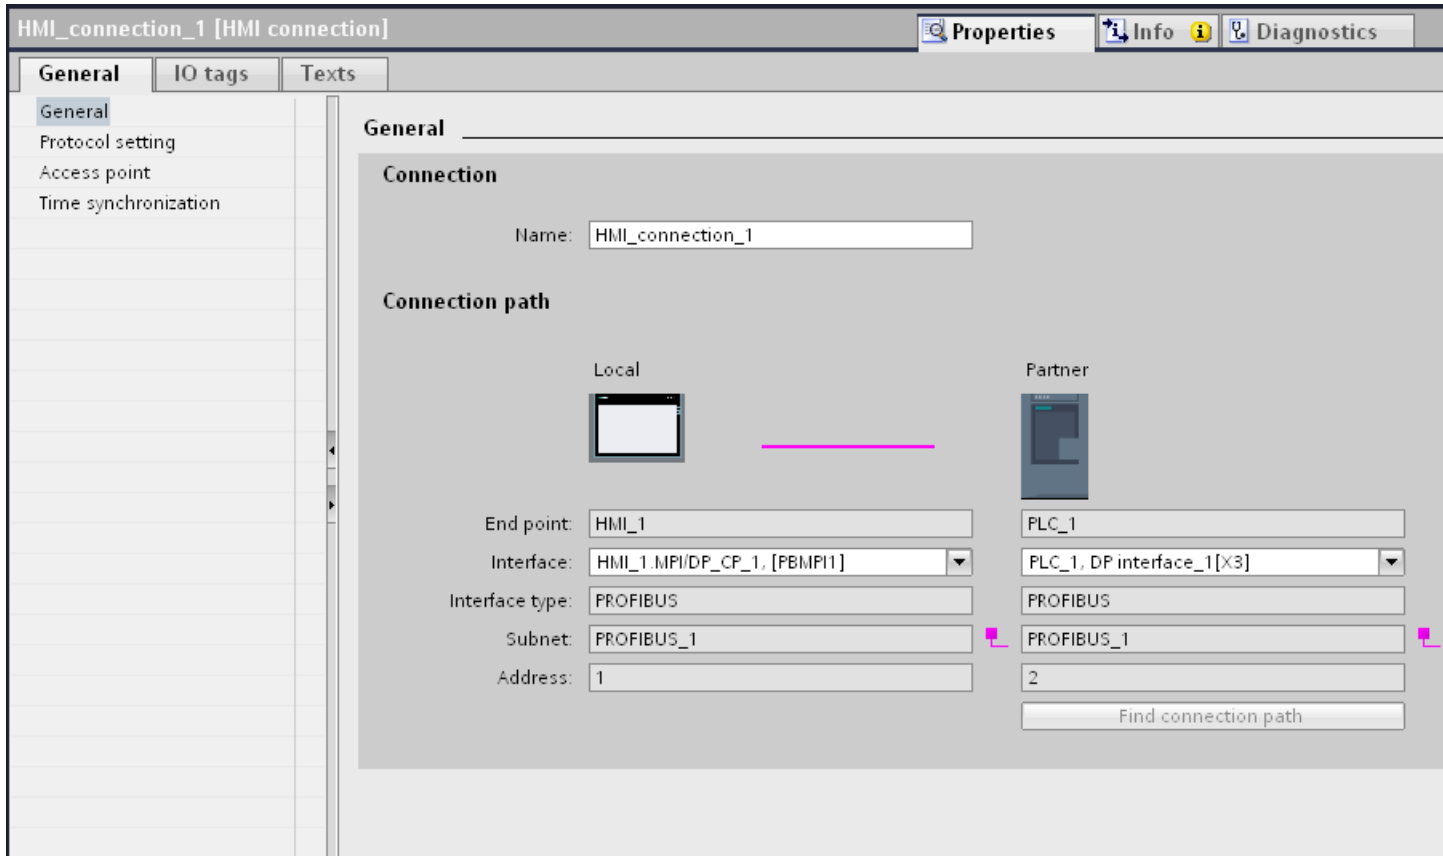 HMI_connection_1 [HMI connection]
Properties
Info
Diagnostics
General
IO tags
Texts
General
Protocol setting
Access point
Time synchronization
General
Connection
Name: HMI_connection_1
Connection path
Local Partner
End point: HMI_1 PLC_1
Interface: HMI_1.MPI/DP_CP_1, [PBMPI1] PLC_1, DP interface_1[X3]
Interface type: PROFIBUS PROFIBUS
Subnet: PROFIBUS_1 PROFIBUS_1
Address: 1 2
Find connection path